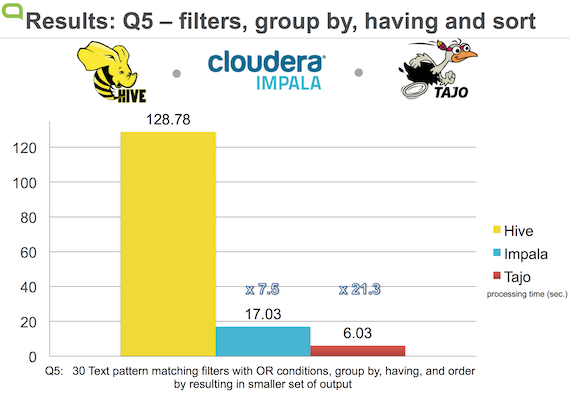 Results: Q5 – filters, group by, having and sort
HIVE
cloudera
IMPALA
TAJO
128.78
120
100
80
60
40
20
0
x 7.5
x 21.3
17.03
6.03
Hive
Impala
Tajo
processing time (sec.)
Q5: 30 Text pattern matching filters with OR conditions, group by, having, and order
by resulting in smaller set of output